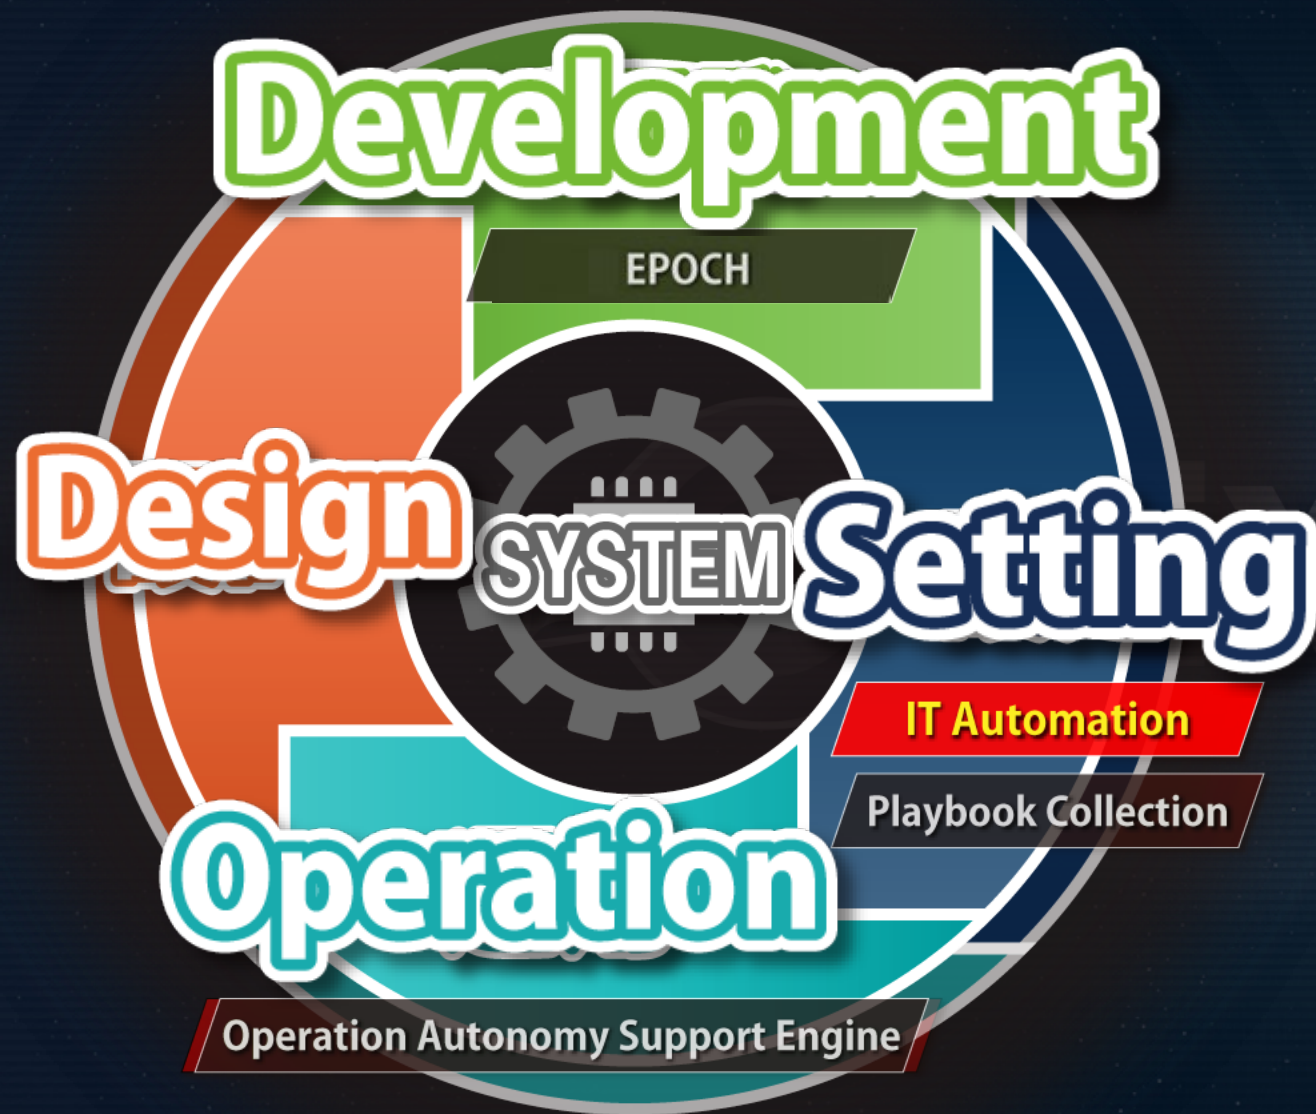 Development
EPOCH
Design
SYSTEM
Setting
IT Automation
Playbook Collection
Operation
Operation Autonomy Support Engine